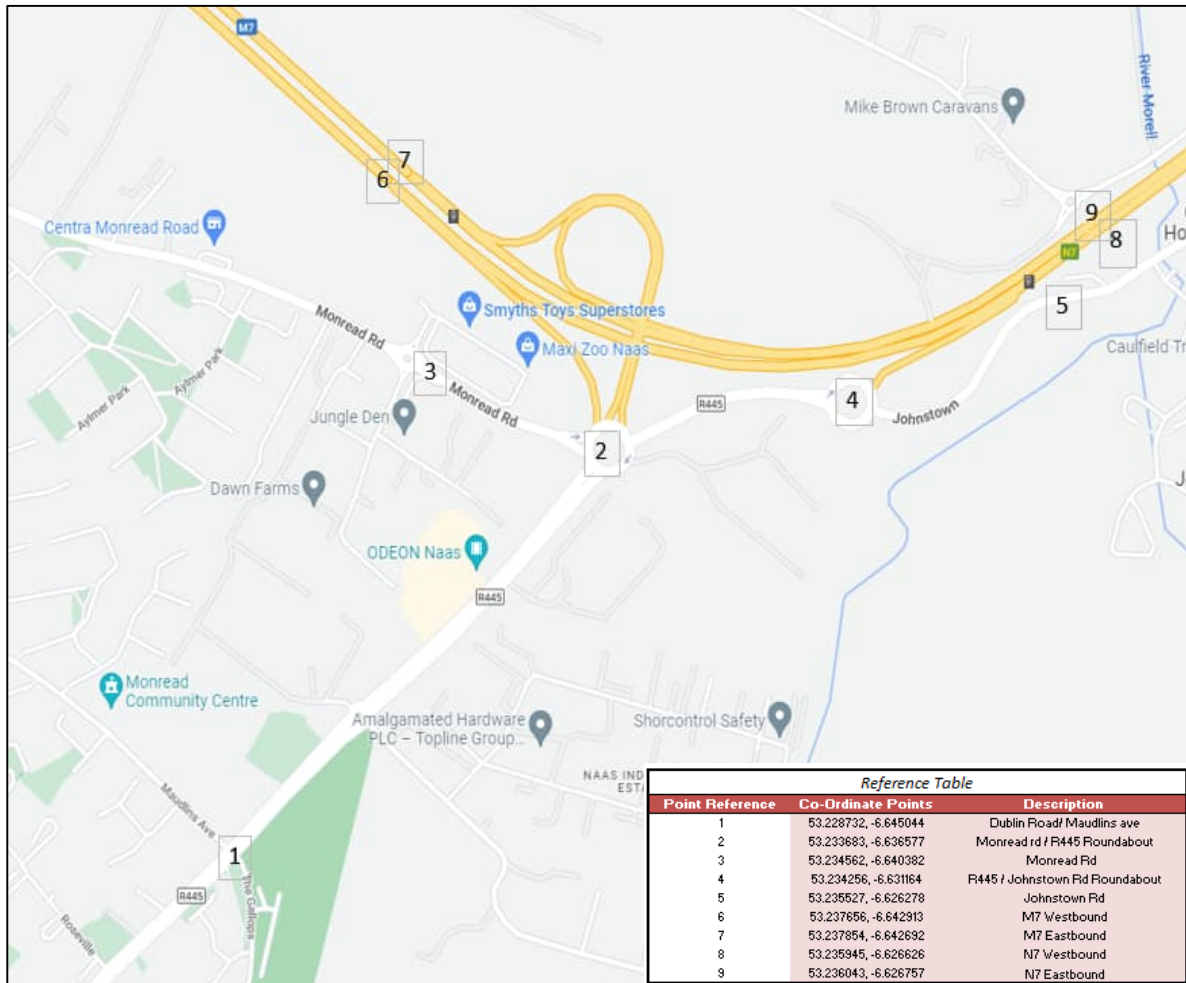 M7
River Morell
Mike Brown Caravans
7
6
9
8
Ho
N7
Centra Monread Road
5
Smyths Toys Superstores
Monread Rd
Maxi Zoo Naas
Caulfield Tr
3
Aylmer Park
Monread Rd
4
R445
Johnstown
Aylmer Park
Jungle Den
2
J
Dawn Farms
ODEON Naas
R445
Monread
Community Centre
Amalgamated Hardware
PLC – Topline Group...
Shorcontrol Safety
NAAS IND
EST
Maudlins Ave
1
R445
The Gallops
Roseville
Reference Table
Point Reference Co-Ordinate Points Description
1 53.228732, -6.645044 Dublin Road/ Maudlins ave
2 53.233683, -6.636577 Monread rd / R445 Roundabout
3 53.234562, -6.640382 Monread Rd
4 53.234256, -6.631164 R445 / Johnstown Rd Roundabout
5 53.235527, -6.626278 Johnstown Rd
6 53.237656, -6.642913 M7 Westbound
7 53.237854, -6.642692 M7 Eastbound
8 53.235945, -6.626626 N7 Westbound
9 53.236043, -6.626757 N7 Eastbound